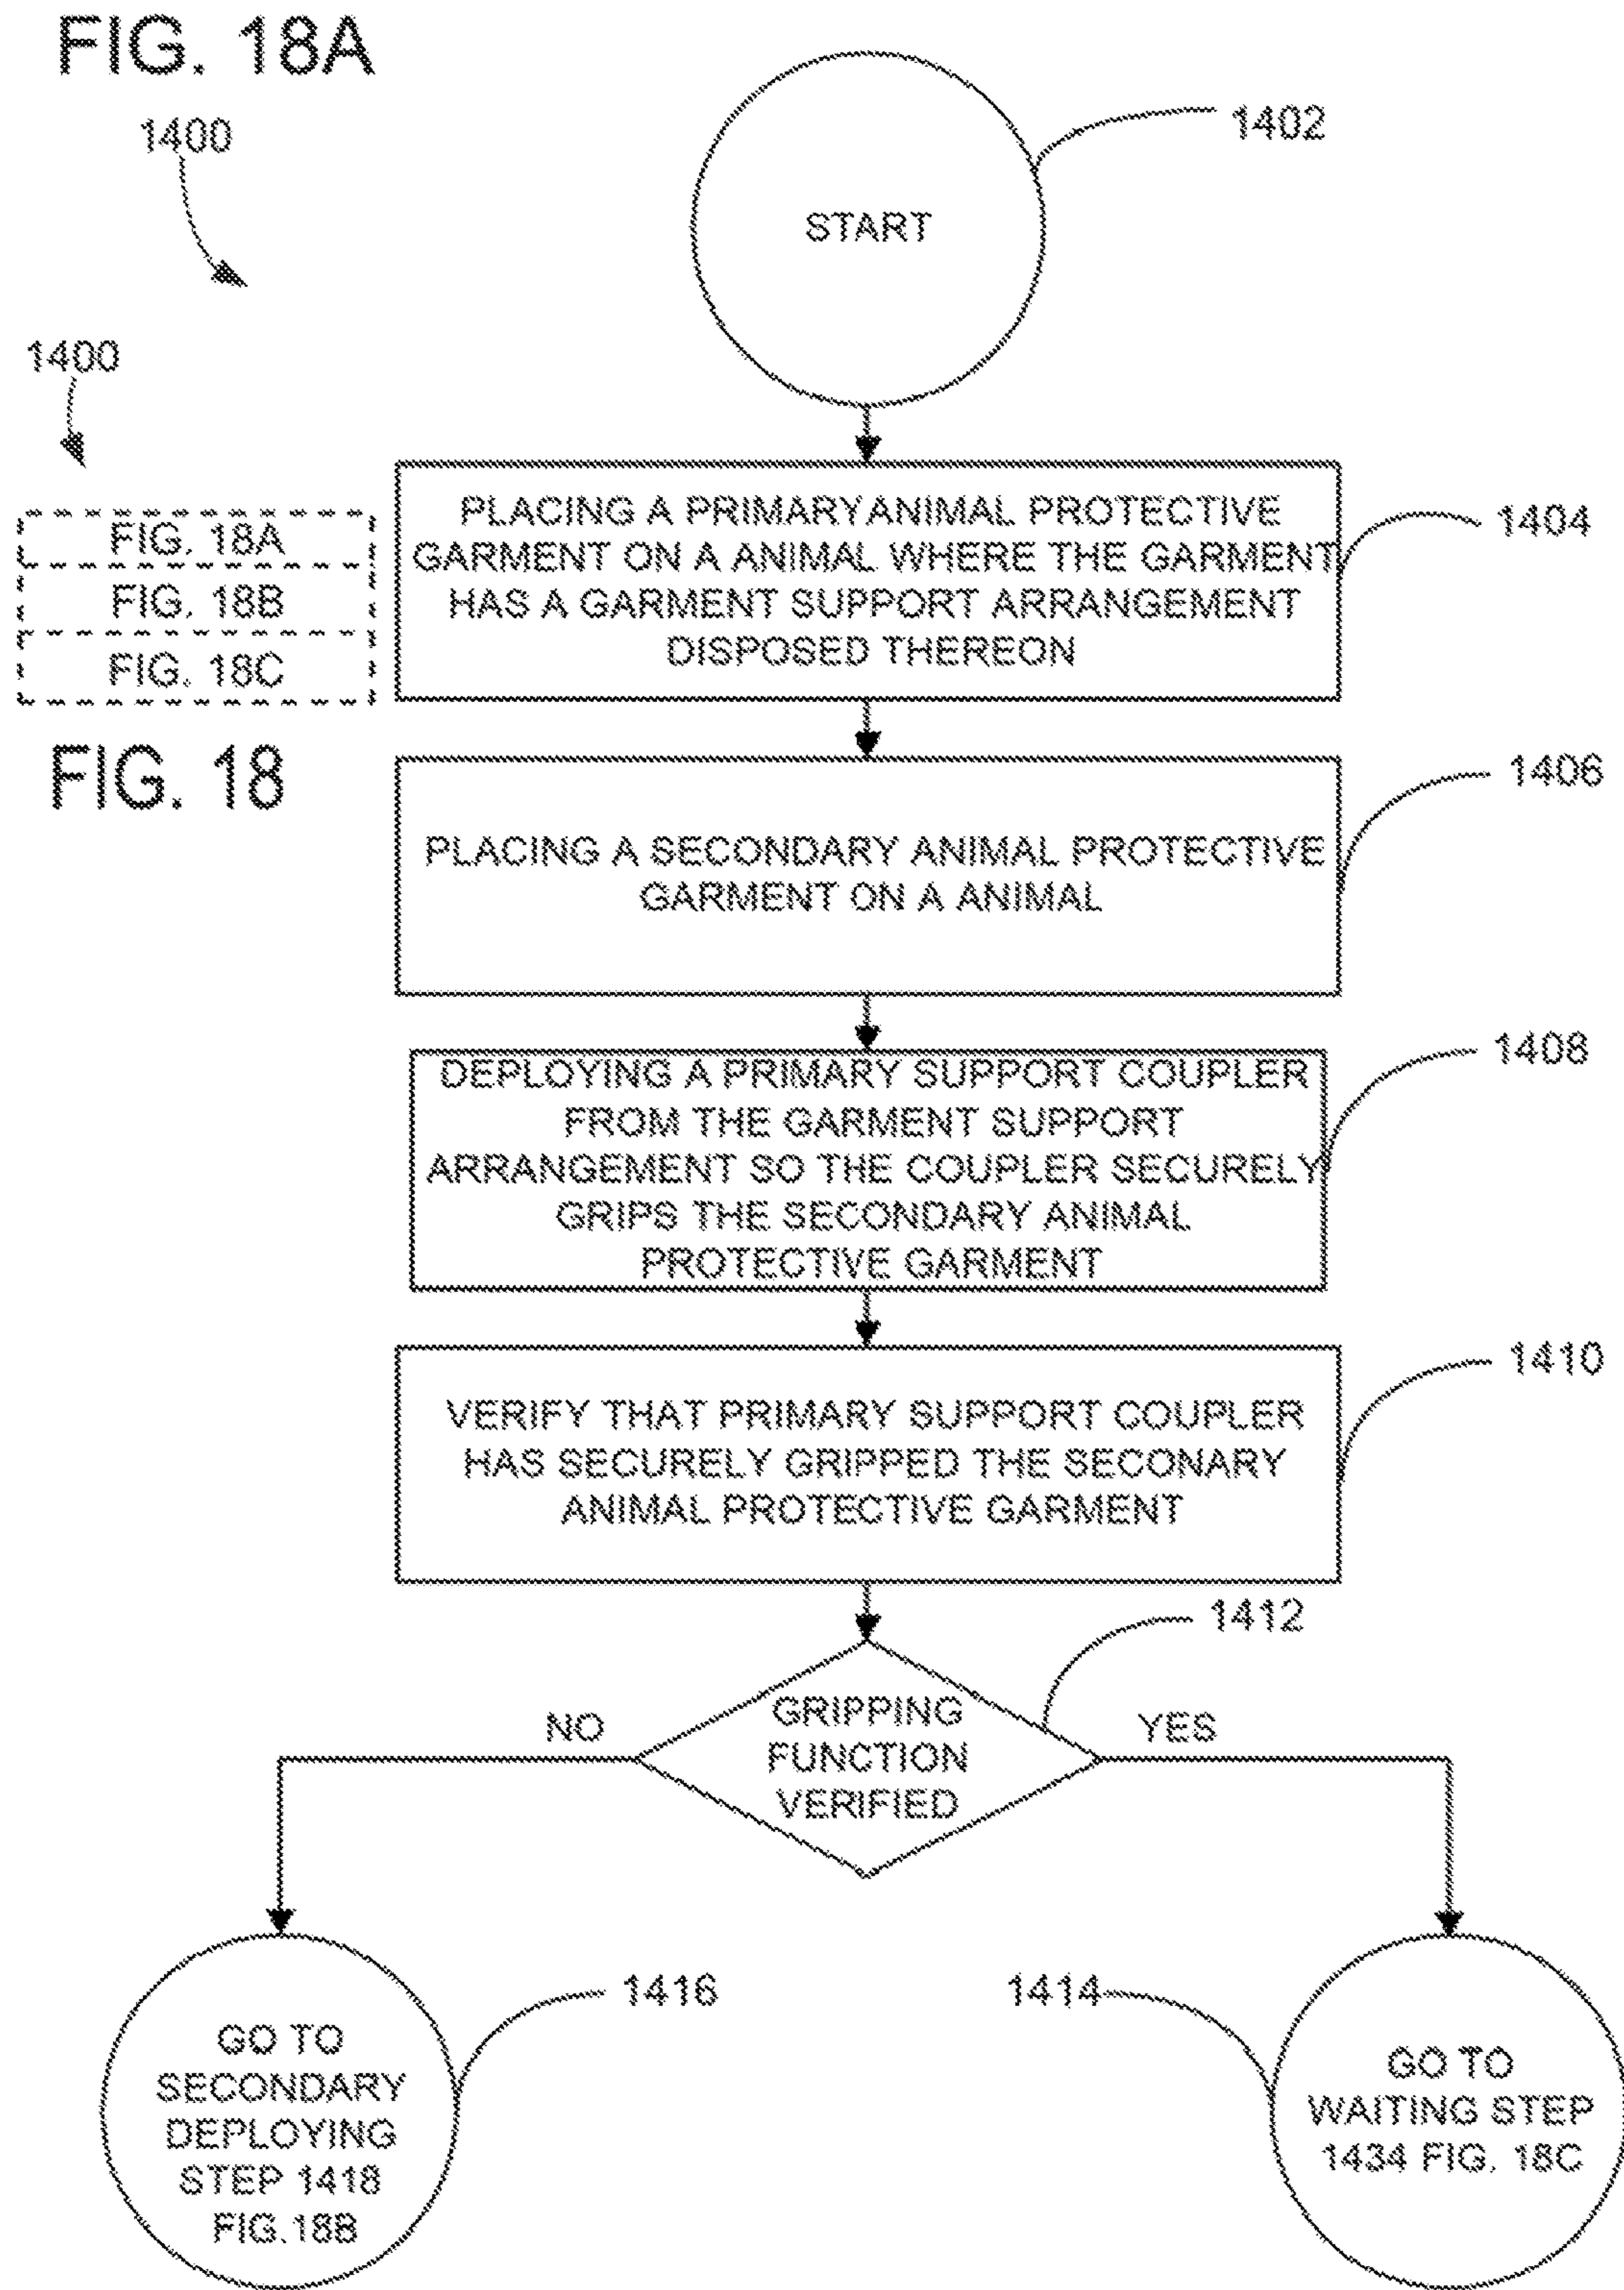 FIG. 18A
1400
1402
START
1400
FIG. 18A
FIG. 18B
FIG. 18C
FIG. 18
PLACING A PRIMARY ANIMAL PROTECTIVE
GARMENT ON A ANIMAL WHERE THE GARMENT
HAS A GARMENT SUPPORT ARRANGEMENT
DISPOSED THEREON
1404
PLACING A SECONDARY ANIMAL PROTECTIVE
GARMENT ON A ANIMAL
1406
DEPLOYING A PRIMARY SUPPORT COUPLER
FROM THE GARMENT SUPPORT
ARRANGEMENT SO THE COUPLER SECURELY
GRIPS THE SECONDARY ANIMAL
PROTECTIVE GARMENT
1408
VERIFY THAT PRIMARY SUPPORT COUPLER
HAS SECURELY GRIPPED THE SECONARY
ANIMAL PROTECTIVE GARMENT
1410
1412
GRIPPING
FUNCTION
VERIFIED
NO
YES
1416
GO TO
SECONDARY
DEPLOYING
STEP 1418
FIG.18B
1414
GO TO
WAITING STEP
1434 FIG. 18C